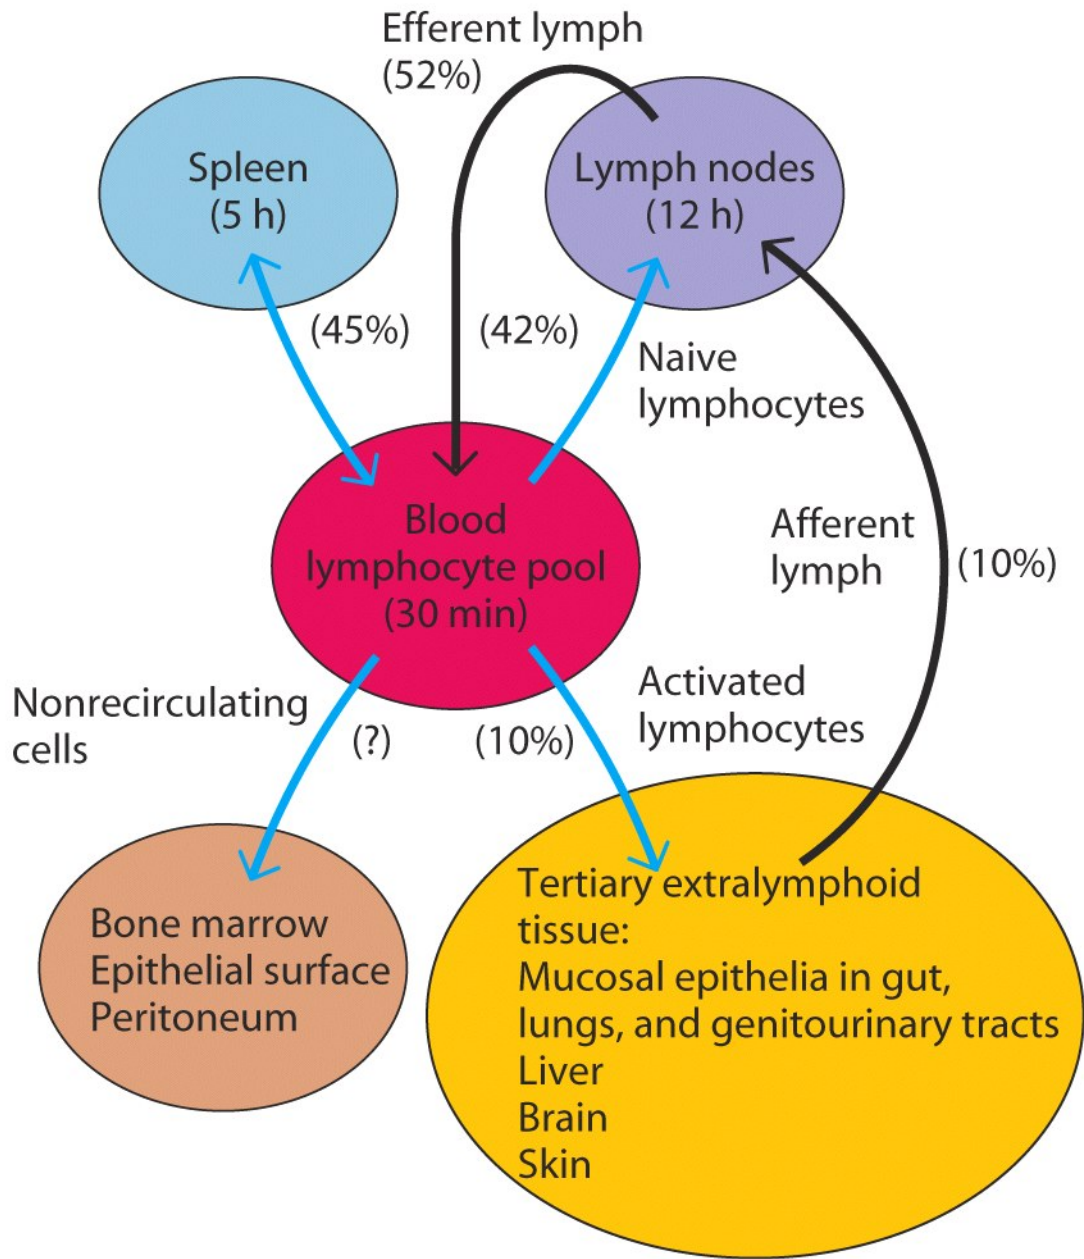 Efferent lymph
(52%)
Spleen
(5 h)
Lymph nodes
(12 h)
(45%)
(42%)
Naive
lymphocytes
Blood
lymphocyte pool
(30 min)
Afferent
lymph
(10%)
Nonrecirculating
cells
(?)
(10%)
Activated
lymphocytes
Bone marrow
Epithelial surface
Peritoneum
Tertiary extralymphoid
tissue:
Mucosal epithelia in gut,
lungs, and genitourinary tracts
Liver
Brain
Skin